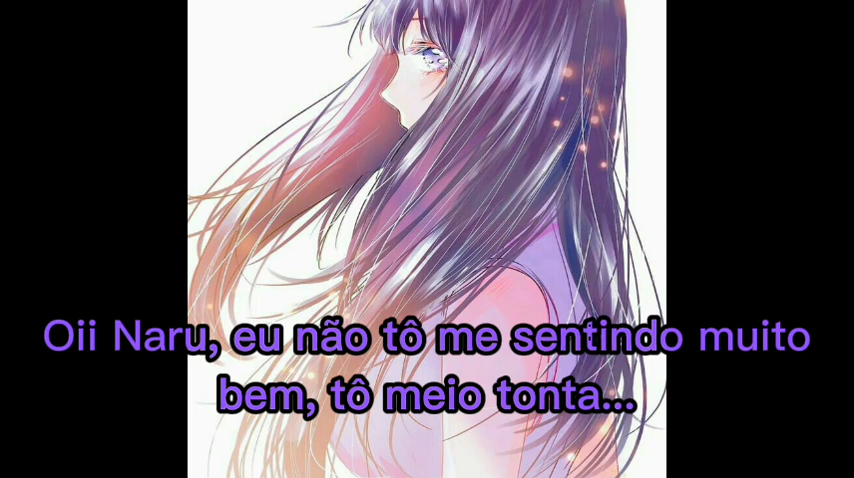 Oii Naru, eu não tô me sentindo muito
bem, tô meio tonta...